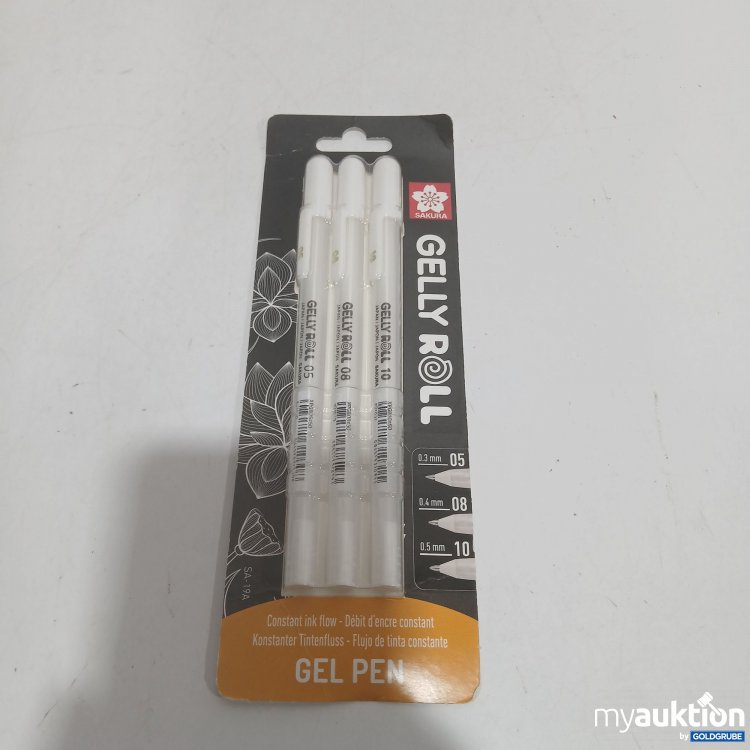 SAKURA
GELLY ROLL
GELLY ROLL 05
GELLY ROLL 08
GELLY ROLL 10
0.3 mm 05
0.4 mm 08
0.5 mm 10
SA-19A
Constant ink flow - Débit d'encre constant
Konstanter Tintenfluss - Flujo de tinta constante
GEL PEN
myauktion
by GOLDGRUBE